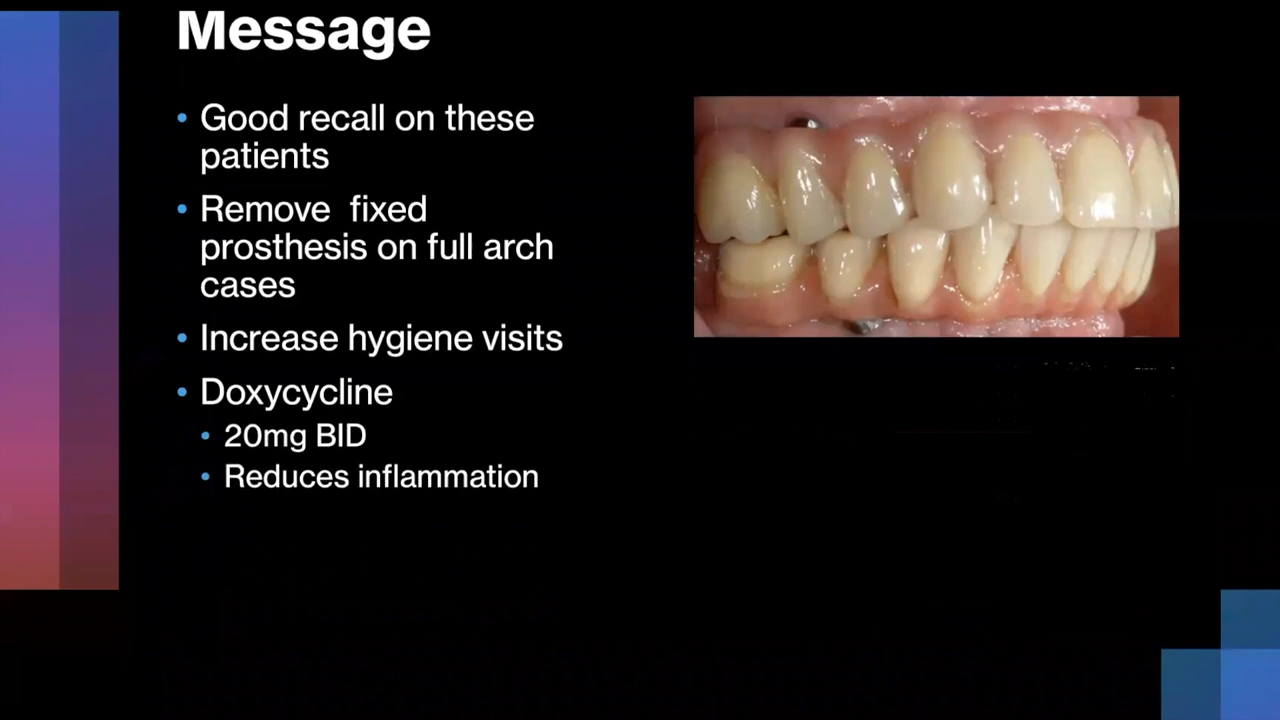 Message
• Good recall on these
patients
• Remove  fixed
prosthesis on full arch
cases
• Increase hygiene visits
• Doxycycline
• 20mg BID
• Reduces inflammation